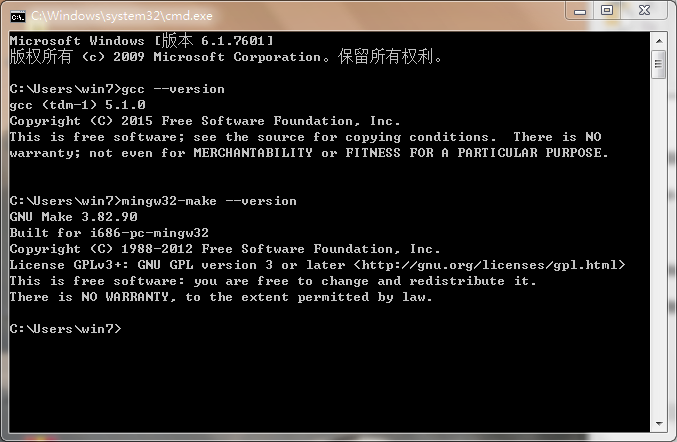 C:\Windows\system32\cmd.exe
Microsoft Windows [版本 6.1.7601]
版权所有 (c) 2009 Microsoft Corporation。保留所有权利。
C:\Users\win7>gcc --version
gcc (tdm-1) 5.1.0
Copyright (C) 2015 Free Software Foundation, Inc.
This is free software; see the source for copying conditions.  There is NO
warranty; not even for MERCHANTABILITY or FITNESS FOR A PARTICULAR PURPOSE.
C:\Users\win7>mingw32-make --version
GNU Make 3.82.90
Built for i686-pc-mingw32
Copyright (C) 1988-2012 Free Software Foundation, Inc.
License GPLv3+: GNU GPL version 3 or later <http://gnu.org/licenses/gpl.html>
This is free software: you are free to change and redistribute it.
There is NO WARRANTY, to the extent permitted by law.
C:\Users\win7>